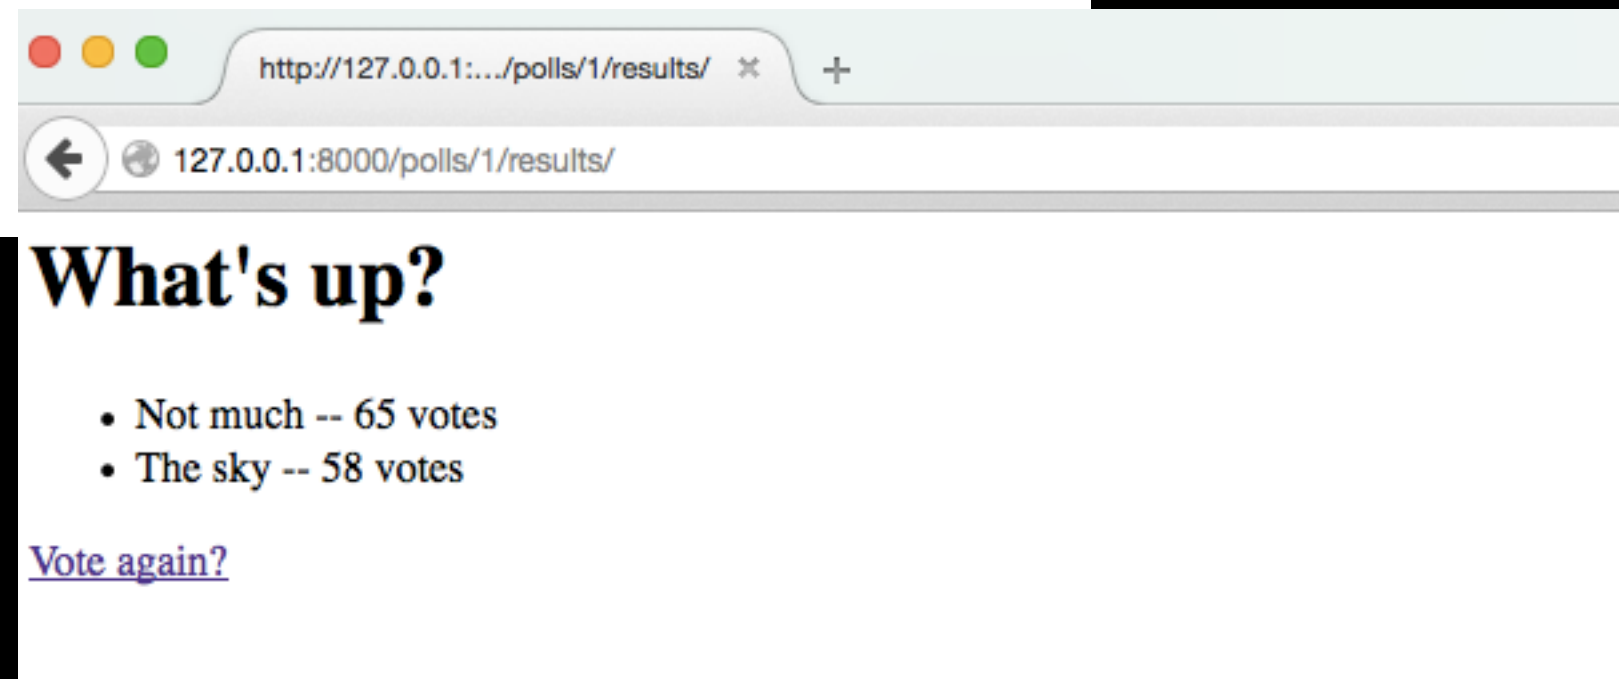 http://127.0.0.1:.../polls/1/results/
127.0.0.1:8000/polls/1/results/
What's up?
• Not much -- 65 votes
• The sky -- 58 votes
Vote again?